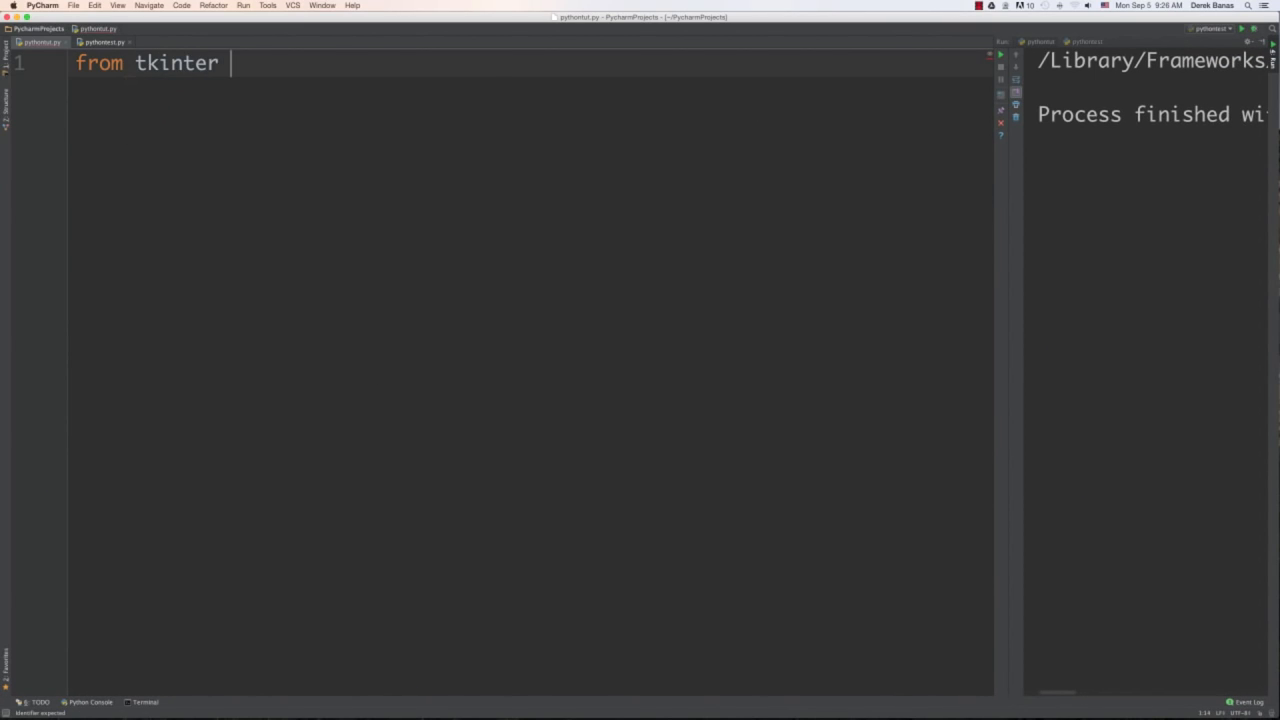 PyCharm File Edit View Navigate Code Refactor Run Tools VCS Window Help
10 Mon Sep 5 9:26 AM Derek Banas
pythontut.py - PycharmProjects - [~/PycharmProjects]
PycharmProjects pythontut.py pythontest
pythontut.py pythontest.py Run: pythontut pythontest
1 from tkinter
/Library/Frameworks
Process finished wi
Project
Structure
Run
2: Favorites
6: TODO Python Console Terminal Event Log
Identifier expected 1:14 LF: UTF-8: